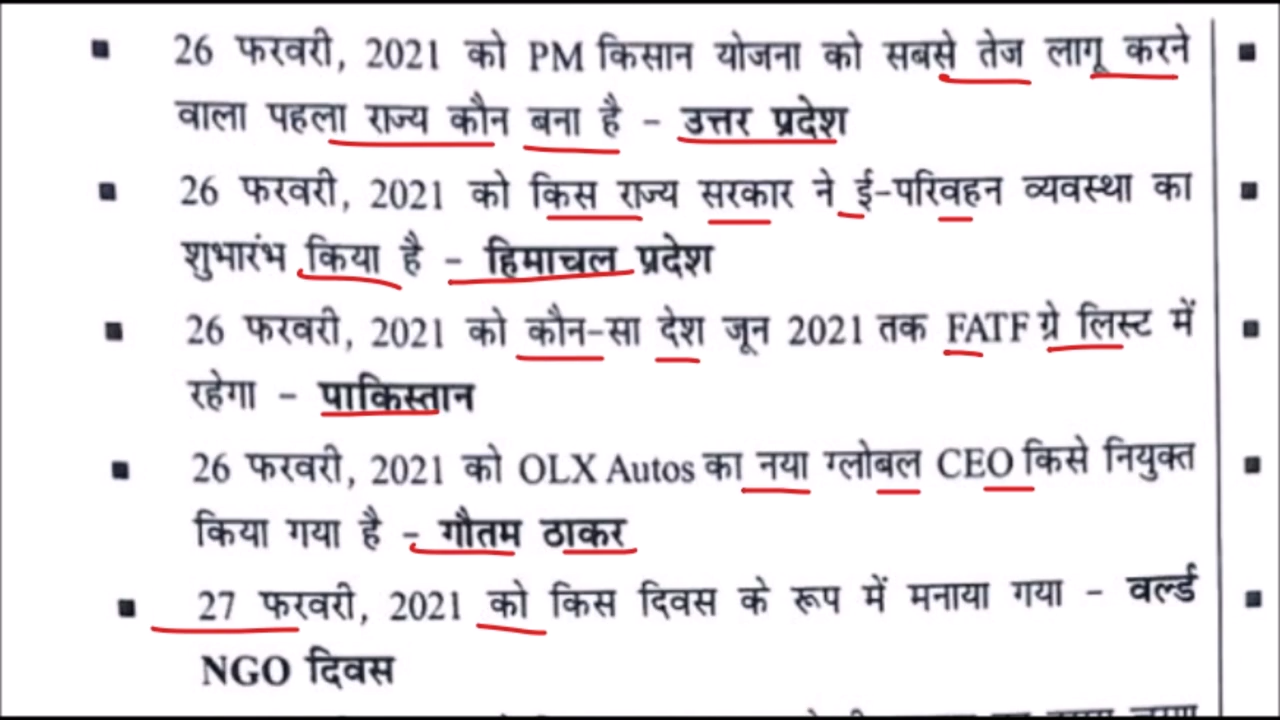 26 फरवरी, 2021 को PM किसान योजना को सबसे तेज लागू करने
वाला पहला राज्य कौन बना है - उत्तर प्रदेश
26 फरवरी, 2021 को किस राज्य सरकार ने ई-परिवहन व्यवस्था का
शुभारंभ किया है - हिमाचल प्रदेश
26 फरवरी, 2021 को कौन-सा देश जून 2021 तक FATF ग्रे लिस्ट में
रहेगा - पाकिस्तान
26 फरवरी, 2021 को OLX Autos का नया ग्लोबल CEO किसे नियुक्त
किया गया है - गौतम ठाकर
27 फरवरी, 2021 को किस दिवस के रूप में मनाया गया - वर्ल्ड
NGO दिवस